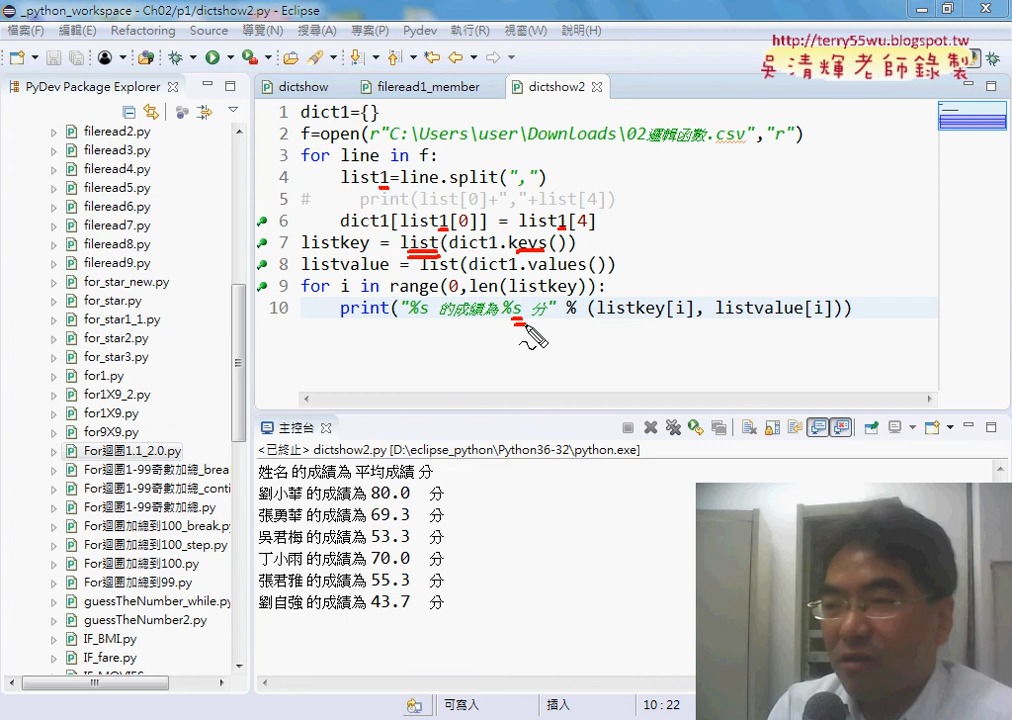 _python_workspace - Ch02/p1/dictshow2.py - Eclipse
檔案(F) 編輯(E) Refactoring Source 導覽(N) 搜尋(A) 專案(P) Pydev 執行(R) 視窗(W) 說明(H)
http://terry55wu.blogspot.tw
吳清輝老師錄製
PyDev Package Explorer
fileread2.py
fileread3.py
fileread4.py
fileread5.py
fileread6.py
fileread7.py
fileread8.py
fileread9.py
for_star_new.py
for_star.py
for_star1_1.py
for_star2.py
for_star3.py
for1.py
for1X9_2.py
for1X9.py
for9X9.py
For迴圈1.1_2.0.py
For迴圈1-99奇數加總_brea
For迴圈1-99奇數加總_conti
For迴圈1-99奇數加總.py
For迴圈加總到100_break.p
For迴圈加總到100_step.py
For迴圈加總到100.py
For迴圈加總到99.py
guessTheNumber_while.py
guessTheNumber2.py
IF_BMI.py
IF_fare.py
IF_MOVIES
dictshow fileread1_member dictshow2
1 dict1={}
2 f=open(r"C:\Users\user\Downloads\02邏輯函數.csv","r")
3 for line in f:
4 list1=line.split(",")
5 # print(list[0]+","+list[4])
6 dict1[list1[0]] = list1[4]
7 listkey = list(dict1.keys())
8 listvalue = list(dict1.values())
9 for i in range(0,len(listkey)):
10 print("%s 的成績為%s 分" % (listkey[i], listvalue[i]))
主控台
<已終止> dictshow2.py [D:\eclipse_python\Python36-32\python.exe]
姓名 的成績為 平均成績 分
劉小華 的成績為 80.0 分
張勇華 的成績為 69.3 分
吳君梅 的成績為 53.3 分
丁小雨 的成績為 70.0 分
張君雅 的成績為 55.3 分
劉自強 的成績為 43.7 分
可寫入 插入 10 : 22